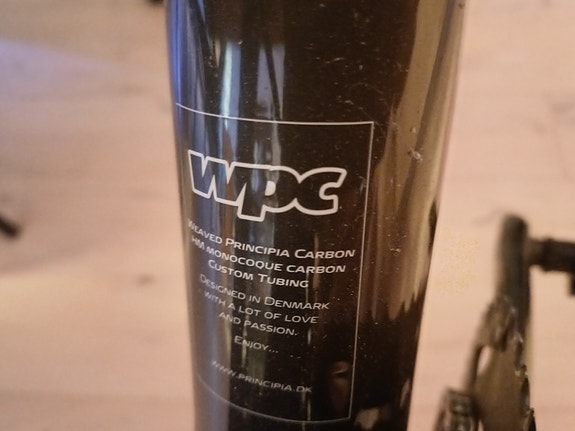 wpc
Weaved Principia Carbon
HM monocoque carbon
Custom Tubing
Designed in Denmark
with a lot of love
and passion.
Enjoy...
www.principia.dk